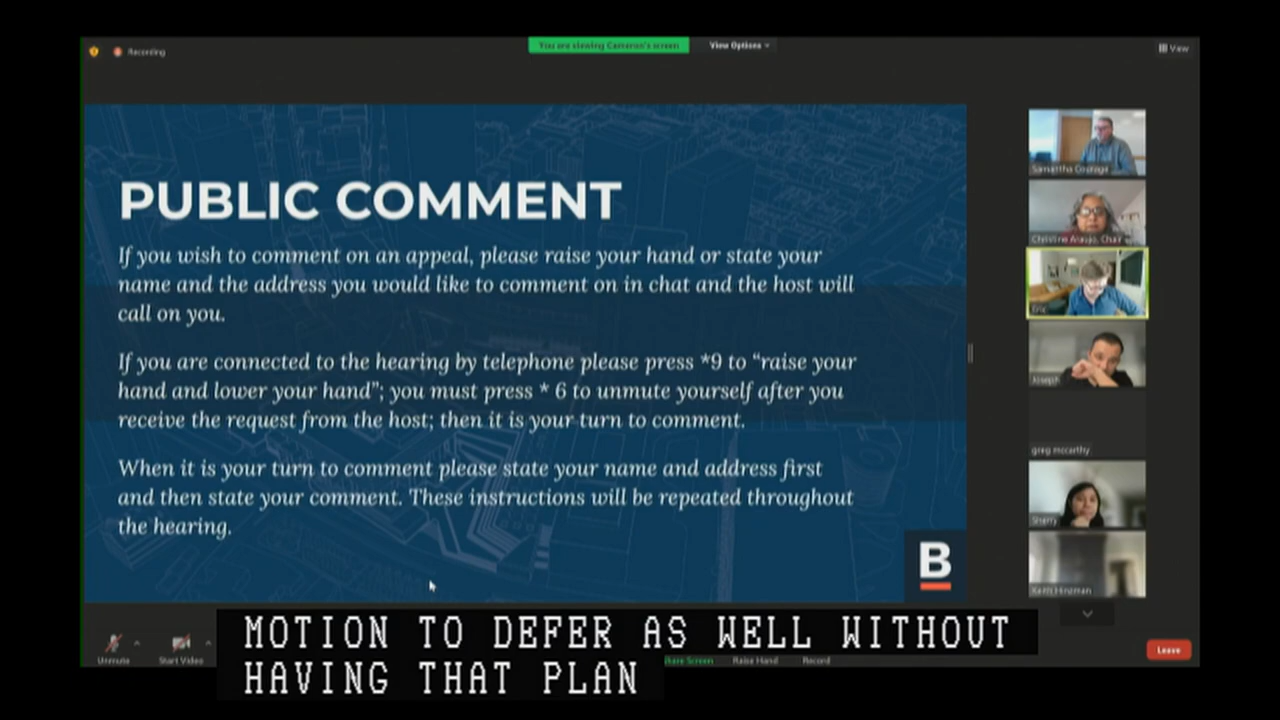 Recording
You are viewing Cameron's screen
View Options
View
PUBLIC COMMENT
If you wish to comment on an appeal, please raise your hand or state your
name and the address you would like to comment on in chat and the host will
call on you.
If you are connected to the hearing by telephone please press *9 to “raise your
hand and lower your hand”; you must press * 6 to unmute yourself after you
receive the request from the host; then it is your turn to comment.
When it is your turn to comment please state your name and address first
and then state your comment. These instructions will be repeated throughout
the hearing.
B
Samantha
Christine Araujo, Chair
Eric
Joseph
greg mccarthy
Sherry
Keith Hinzman
Unmute
Start Video
Share Screen
Raise Hand
Record
Leave
MOTION TO DEFER AS WELL WITHOUT
HAVING THAT PLAN